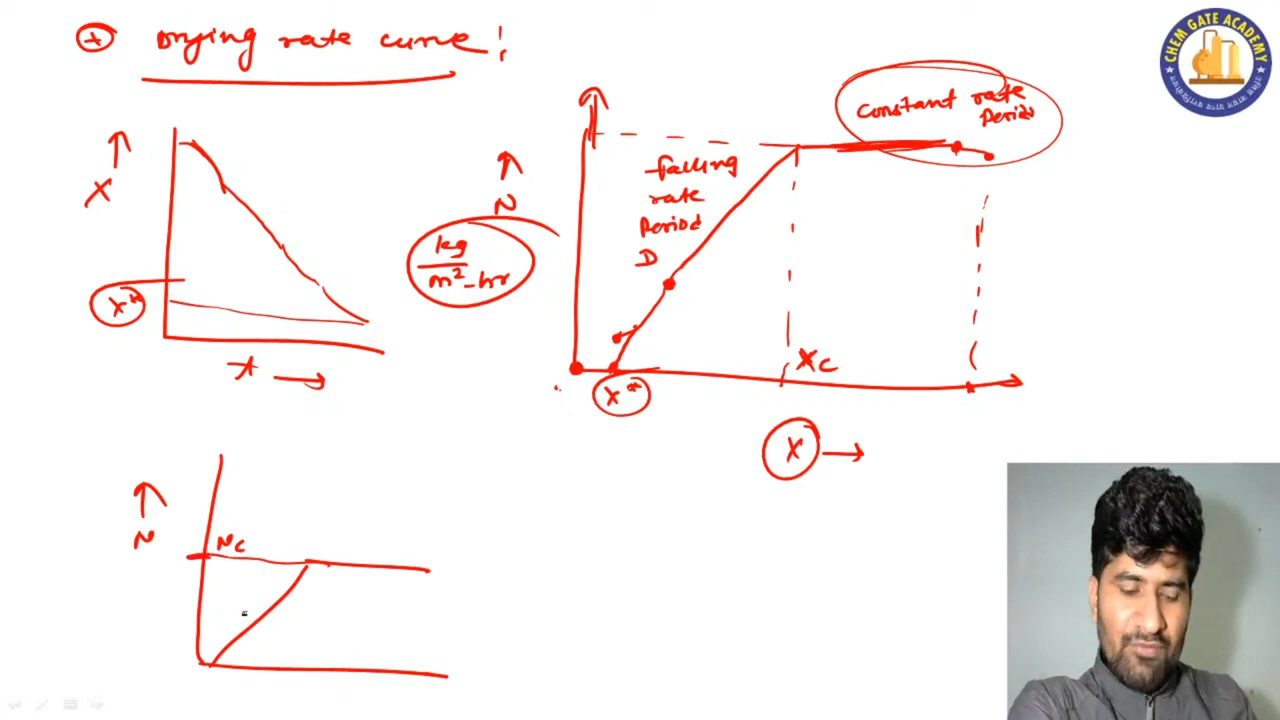 * Drying rate curve!
CHEM GATE ACADEMY
Constant rate
Period
X
X*
t
N
kg
m² - hr
falling
rate
Period
D
X*
Xc
X
N
Nc